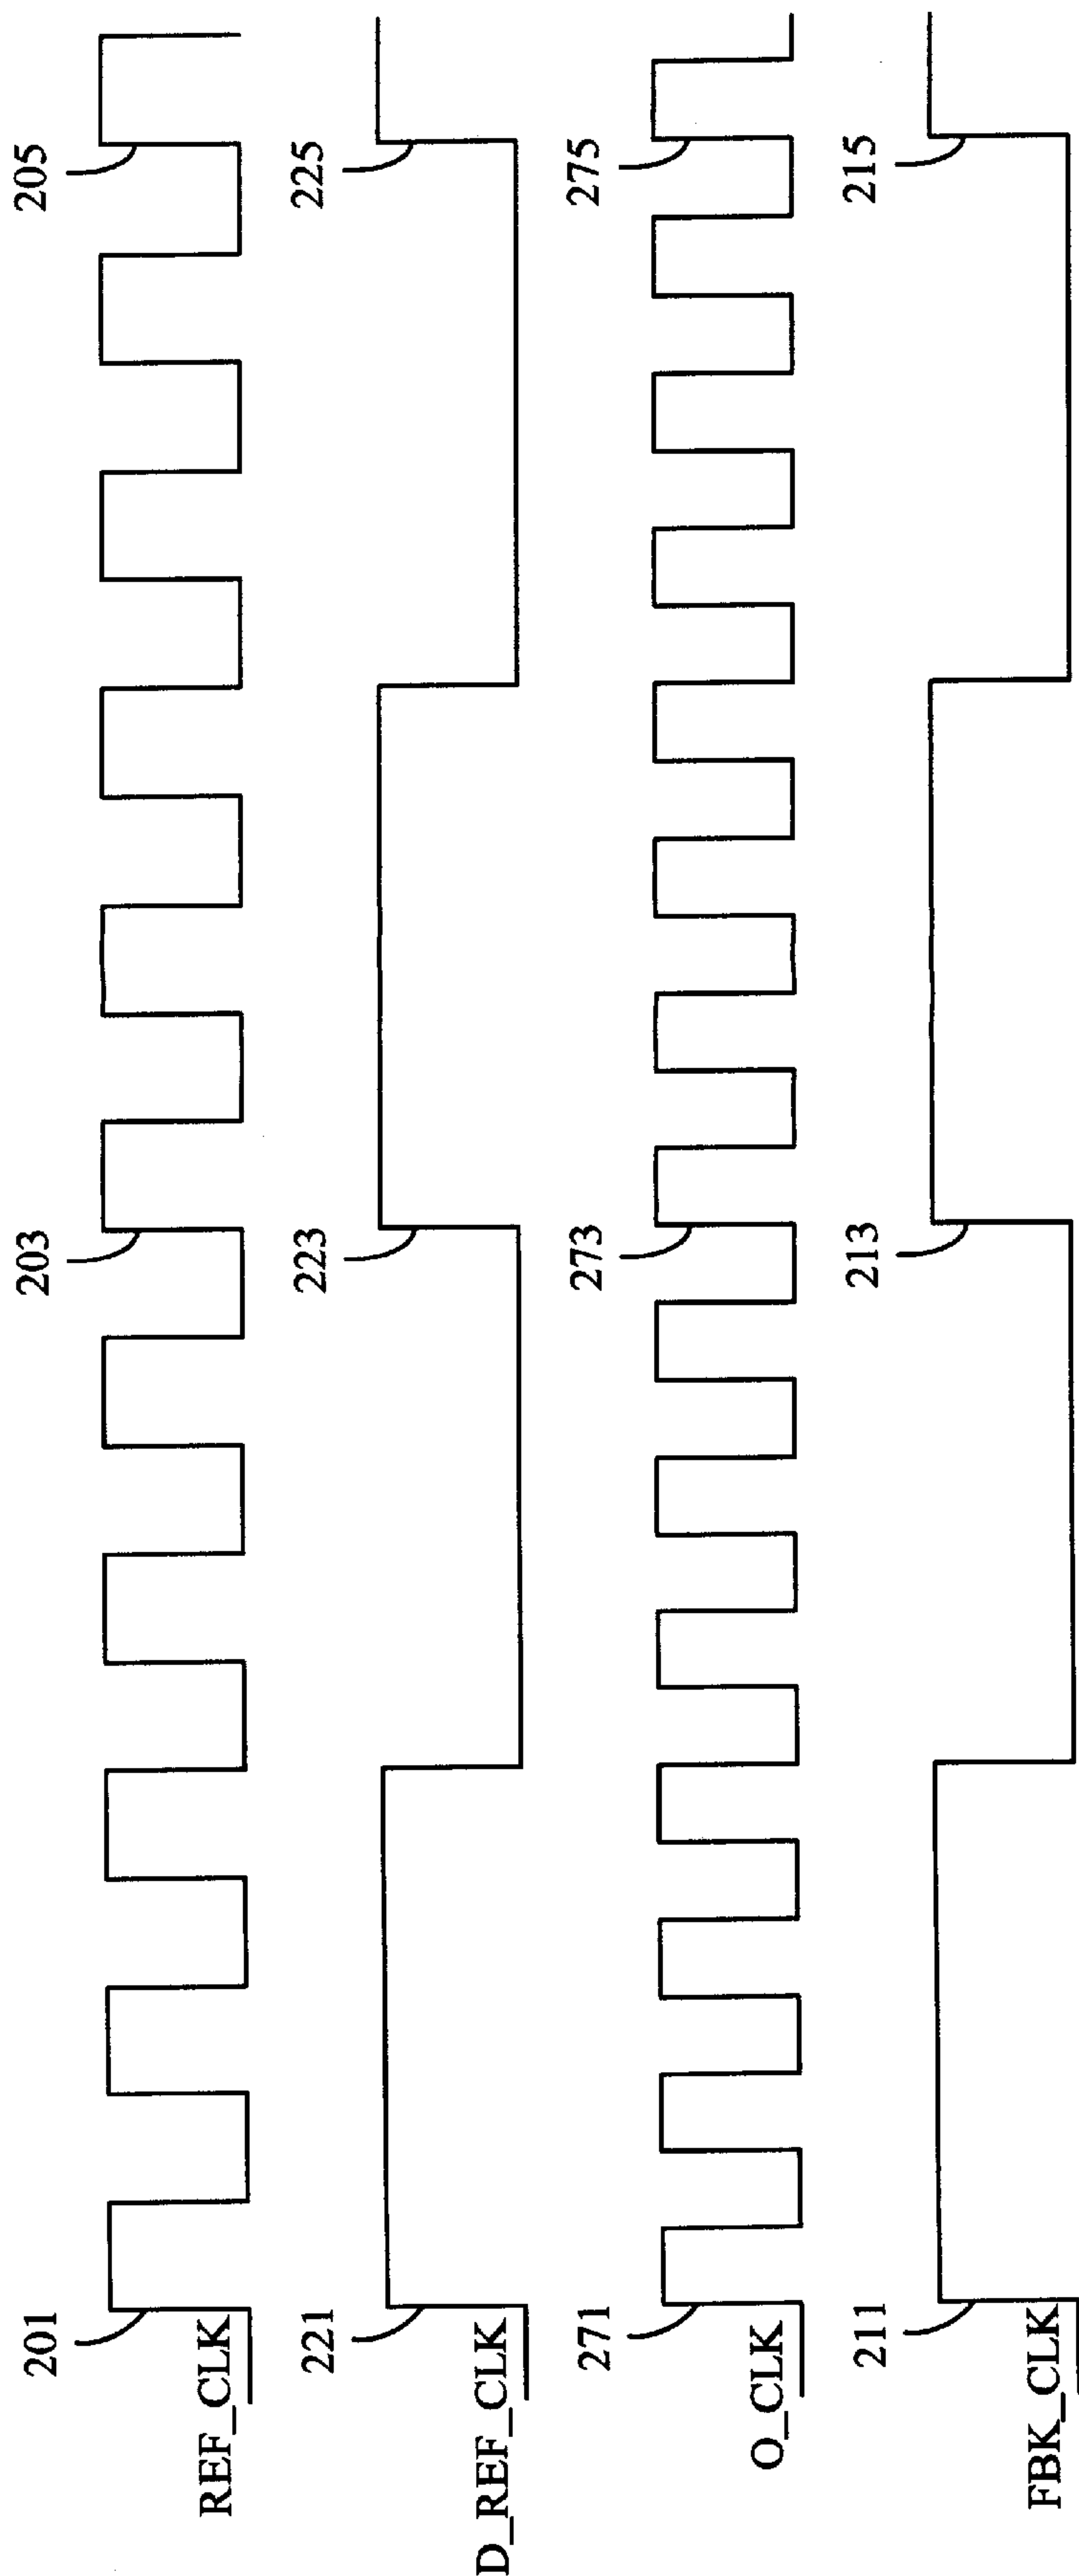 201 203 205
REF_CLK
221 223 225
D_REF_CLK
271 273 275
O_CLK
211 213 215
FBK_CLK